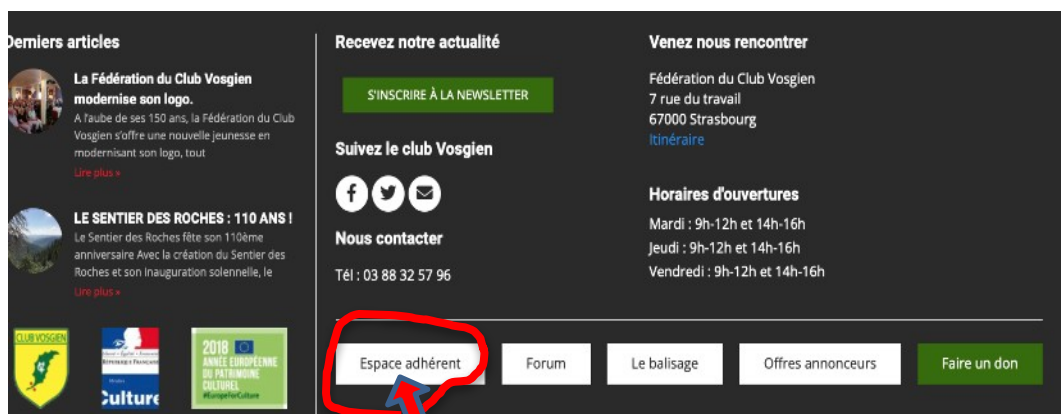 Derniers articles
La Fédération du Club Vosgien
modernise son logo.
A l'aube de ses 150 ans, la Fédération du Club
Vosgien s'offre une nouvelle jeunesse en
modernisant son logo, tout
Lire plus »
LE SENTIER DES ROCHES : 110 ANS !
Le Sentier des Roches fête son 110ème
anniversaire Avec la création du Sentier des
Roches et son inauguration solennelle, le
Lire plus »
CLUB VOSGIEN
Liberté • Égalité • Fraternité
RÉPUBLIQUE FRANÇAISE
Culture
2018
ANNÉE EUROPÉENNE
DU PATRIMOINE
CULTUREL
#EuropeForCulture
Recevez notre actualité
S'INSCRIRE À LA NEWSLETTER
Suivez le club Vosgien
Nous contacter
Tél : 03 88 32 57 96
Venez nous rencontrer
Fédération du Club Vosgien
7 rue du travail
67000 Strasbourg
Itinéraire
Horaires d'ouvertures
Mardi : 9h-12h et 14h-16h
Jeudi : 9h-12h et 14h-16h
Vendredi : 9h-12h et 14h-16h
Espace adhérent
Forum
Le balisage
Offres annonceurs
Faire un don